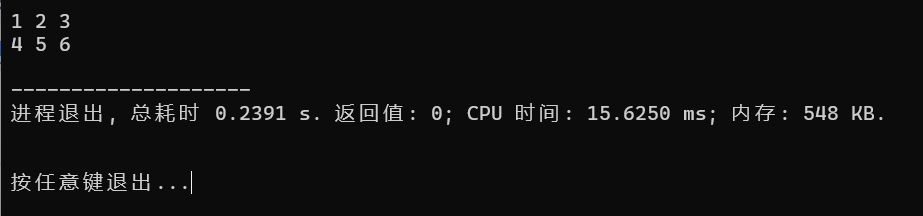 1 2 3
4 5 6
--------------------
进程退出, 总耗时 0.2391 s. 返回值: 0; CPU 时间: 15.6250 ms; 内存: 548 KB.
按任意键退出...